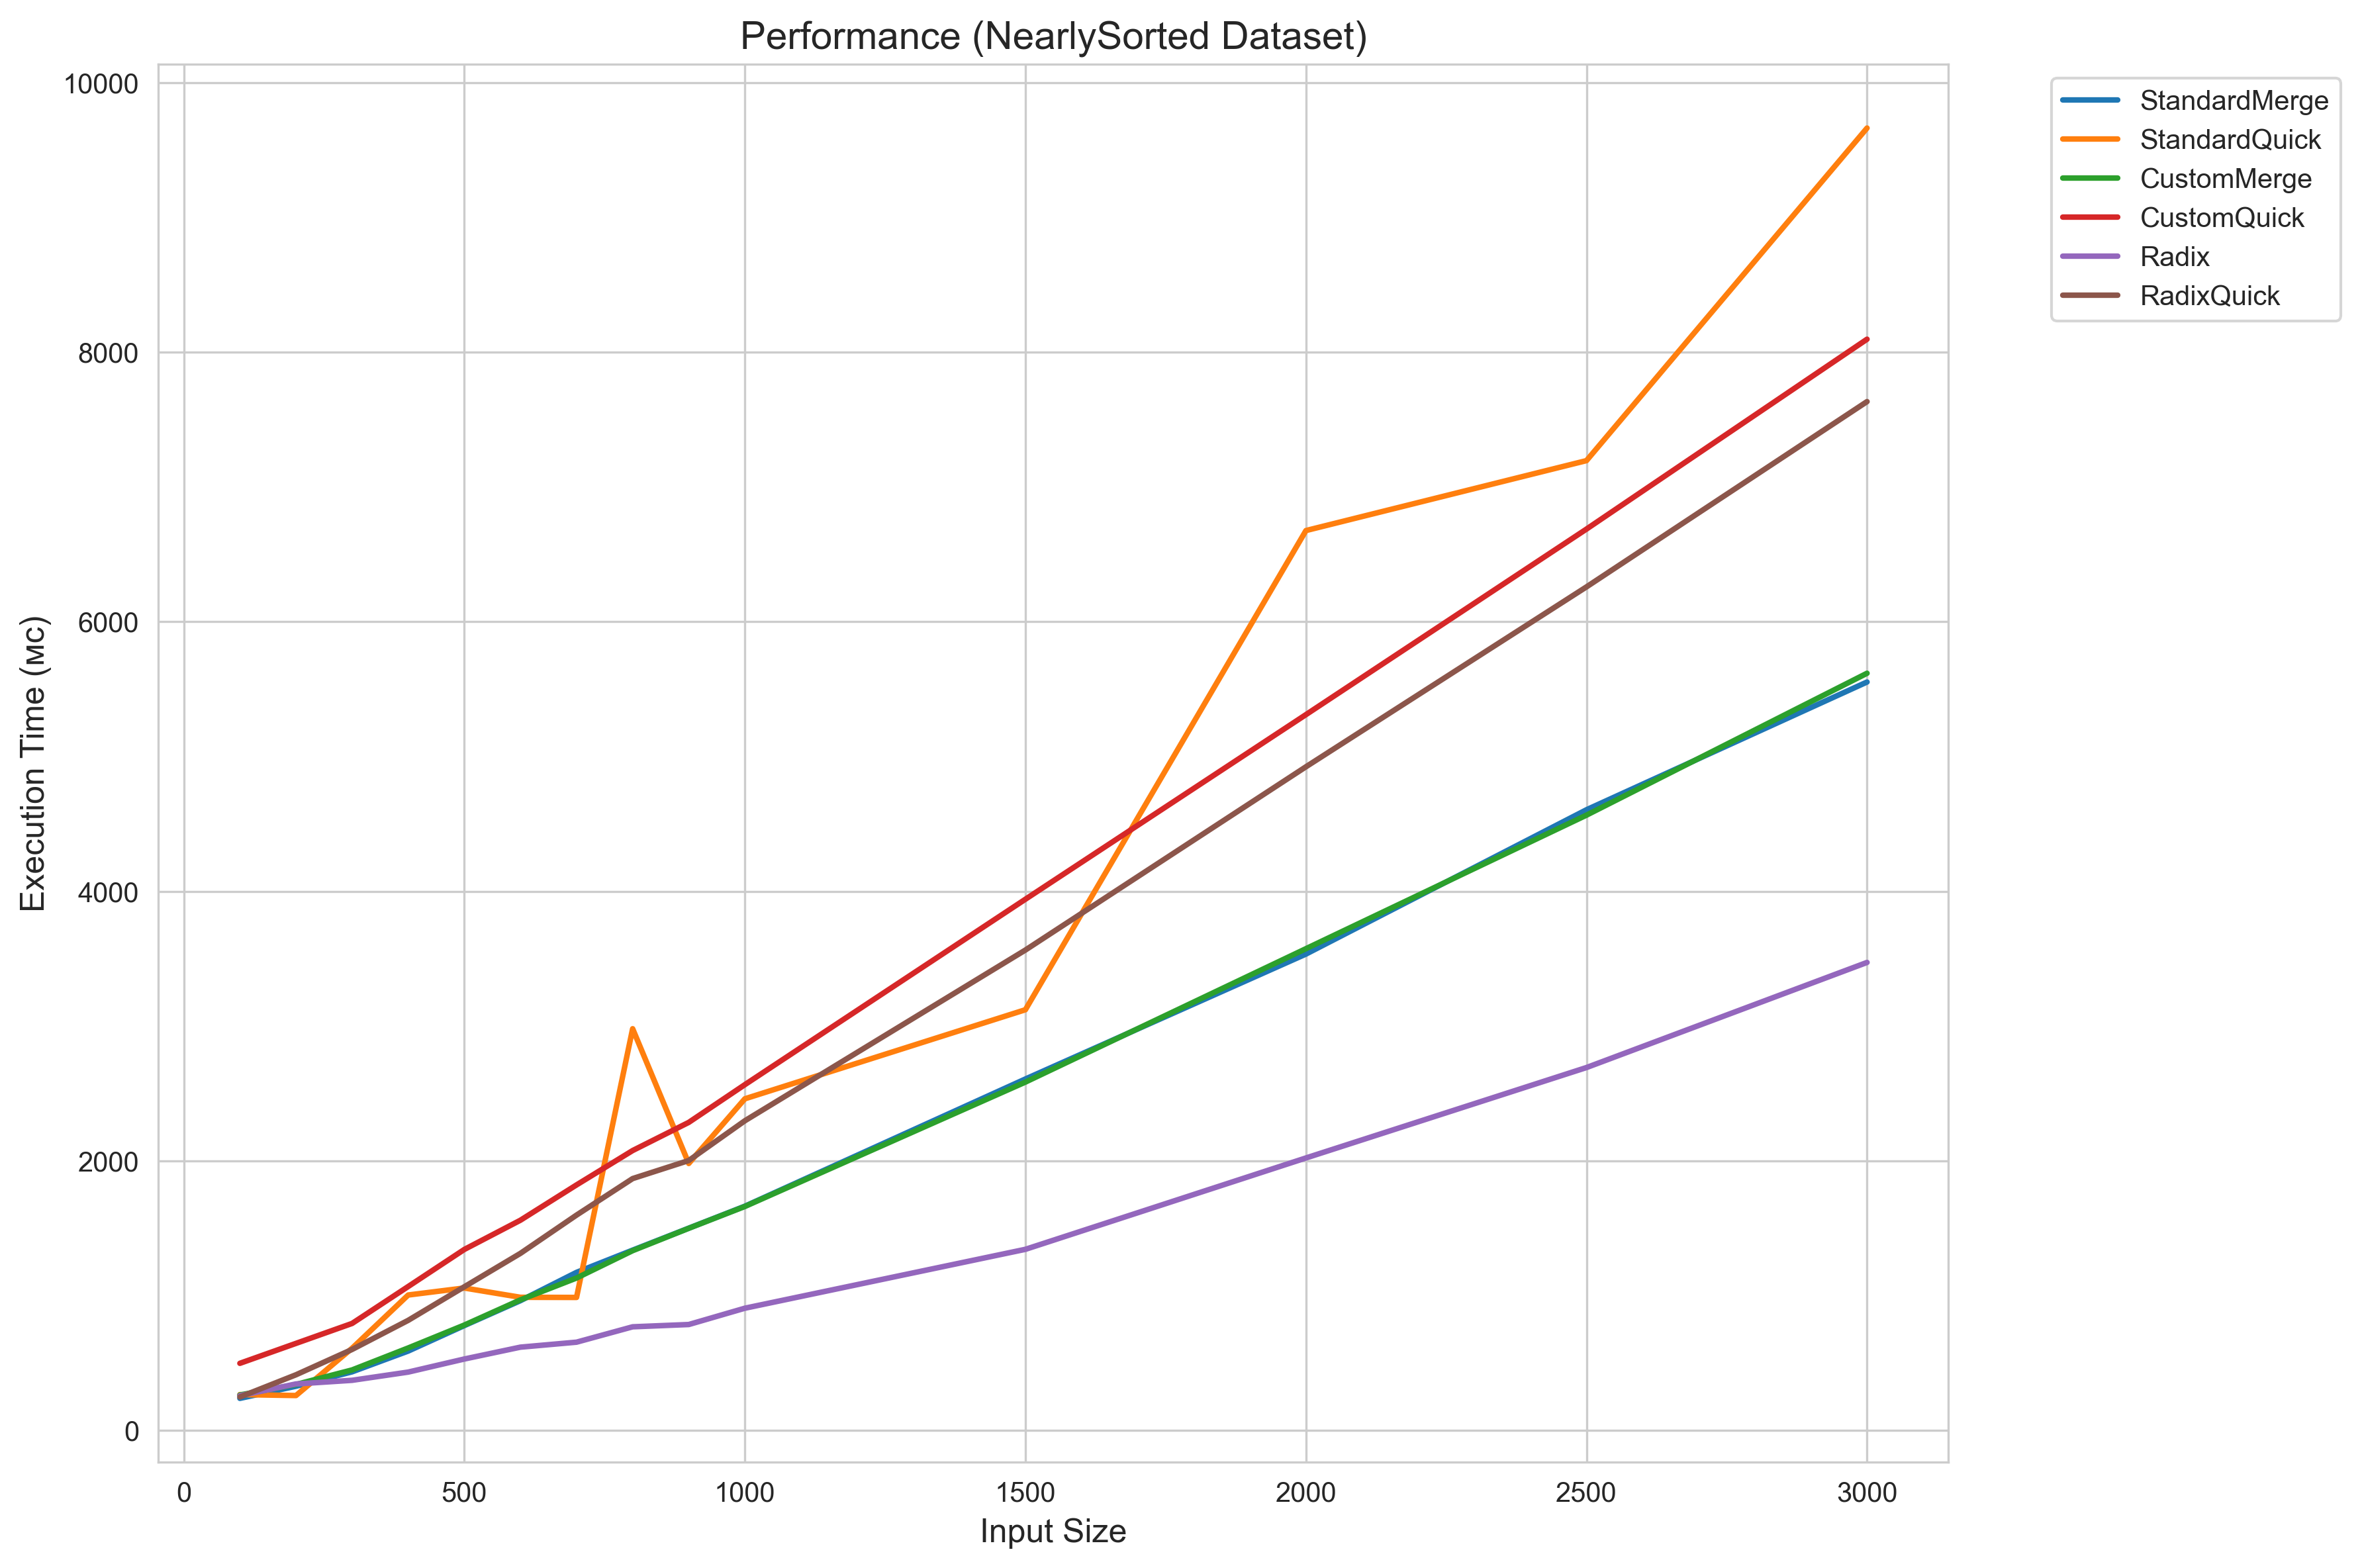 Performance (NearlySorted Dataset)
10000
8000
6000
4000
2000
0
Execution Time (мс)
0 500 1000 1500 2000 2500 3000
Input Size
StandardMerge
StandardQuick
CustomMerge
CustomQuick
Radix
RadixQuick